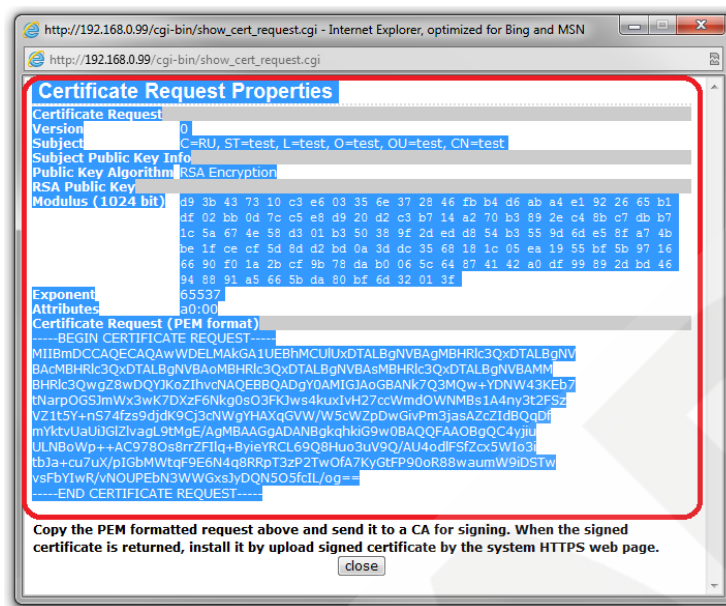 http://192.168.0.99/cgi-bin/show_cert_request.cgi - Internet Explorer, optimized for Bing and MSN
http://192.168.0.99/cgi-bin/show_cert_request.cgi
Certificate Request Properties
Certificate Request
Version 0
Subject C=RU, ST=test, L=test, O=test, OU=test, CN=test
Subject Public Key Info
Public Key Algorithm RSA Encryption
RSA Public Key
Modulus (1024 bit) d9 3b 43 73 10 c3 e6 03 35 6e 37 28 46 fb b4 d6 ab a4 e1 92 26 65 b1
df 02 bb 0d 7c c5 e8 d9 20 d2 c3 b7 14 a2 70 b3 89 2e c4 8b c7 db b7
1c 5a 67 4e 58 d3 01 b3 50 38 9f 2d ed d8 54 b3 55 9d 6d e5 8f a7 4b
be 1f ce cf 5d 8d d2 bd 0a 3d dc 35 68 18 1c 05 ea 19 55 bf 5b 97 16
66 90 f0 1a 2b cf 9b 78 da b0 06 5c 64 87 41 42 a0 df 99 89 2d bd 46
94 88 91 a5 66 5b da 80 bf 6d 32 01 3f
Exponent 65537
Attributes a0:00
Certificate Request (PEM format)
-----BEGIN CERTIFICATE REQUEST-----
MIIBmDCCAQECAQAwWDELMAkGA1UEBhMCUlUxDTALBgNVBAgMBHRlc3QxDTALBgNV
BAcMBHRlc3QxDTALBgNVBAoMBHRlc3QxDTALBgNVBAsMBHRlc3QxDTALBgNVBAMM
BHRlc3QwgZ8wDQYJKoZIhvcNAQEBBQADgY0AMIGJAoGBANk7Q3MQw+YDNW43KEb7
tNarpOGSJmWx3wK7DXzF6Nkg0sO3FKJws4kuxIvH27ccWmdOWNMBs1A4ny3t2FSz
VZ1t5Y+nS74fzs9djdK9Cj3cNWgYHAXqGVW/W5cWZpDwGivPm3jasAZcZIdBQqDf
mYktvUaUiJGlZlvagL9tMgE/AgMBAAGgADANBgkqhkiG9w0BAQQFAAOBgQC4yjiu
ULNBoWp++AC978Os8rrZFIlq+ByieYRCL69Q8Huo3uV9Q/AU4odlFSfZcx5WIo3i
tbJa+cu7uX/pIGbMWtqF9E6N4q8RRpT3zP2TwOfA7KyGtFP90oR88waumW9iDSTw
vsFbYIwR/vNOUPEbN3WWGxsJyDQN5O5fcIL/og==
-----END CERTIFICATE REQUEST-----
Copy the PEM formatted request above and send it to a CA for signing. When the signed
certificate is returned, install it by upload signed certificate by the system HTTPS web page.
close